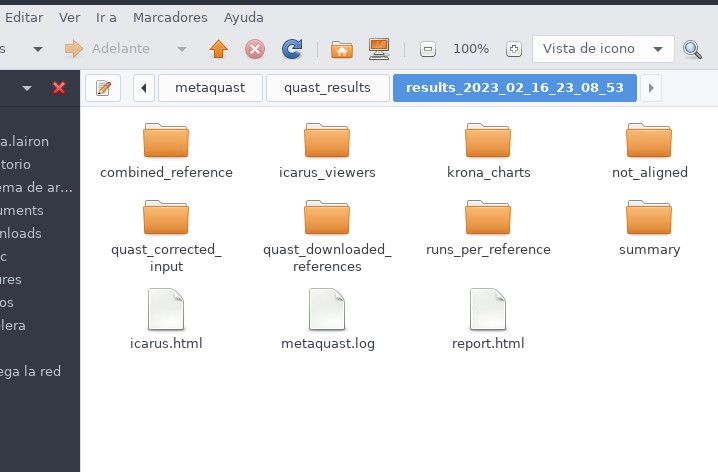 Editar Ver Ir a Marcadores Ayuda
s Adelante 100% Vista de icono
metaquast quast_results results_2023_02_16_23_08_53
a.lairon
torio
ema de ar...
uments
nloads
c
ures
os
elera
ega la red
combined_reference icarus_viewers krona_charts not_aligned
quast_corrected_
input
quast_downloaded_
references
runs_per_reference summary
icarus.html metaquast.log report.html